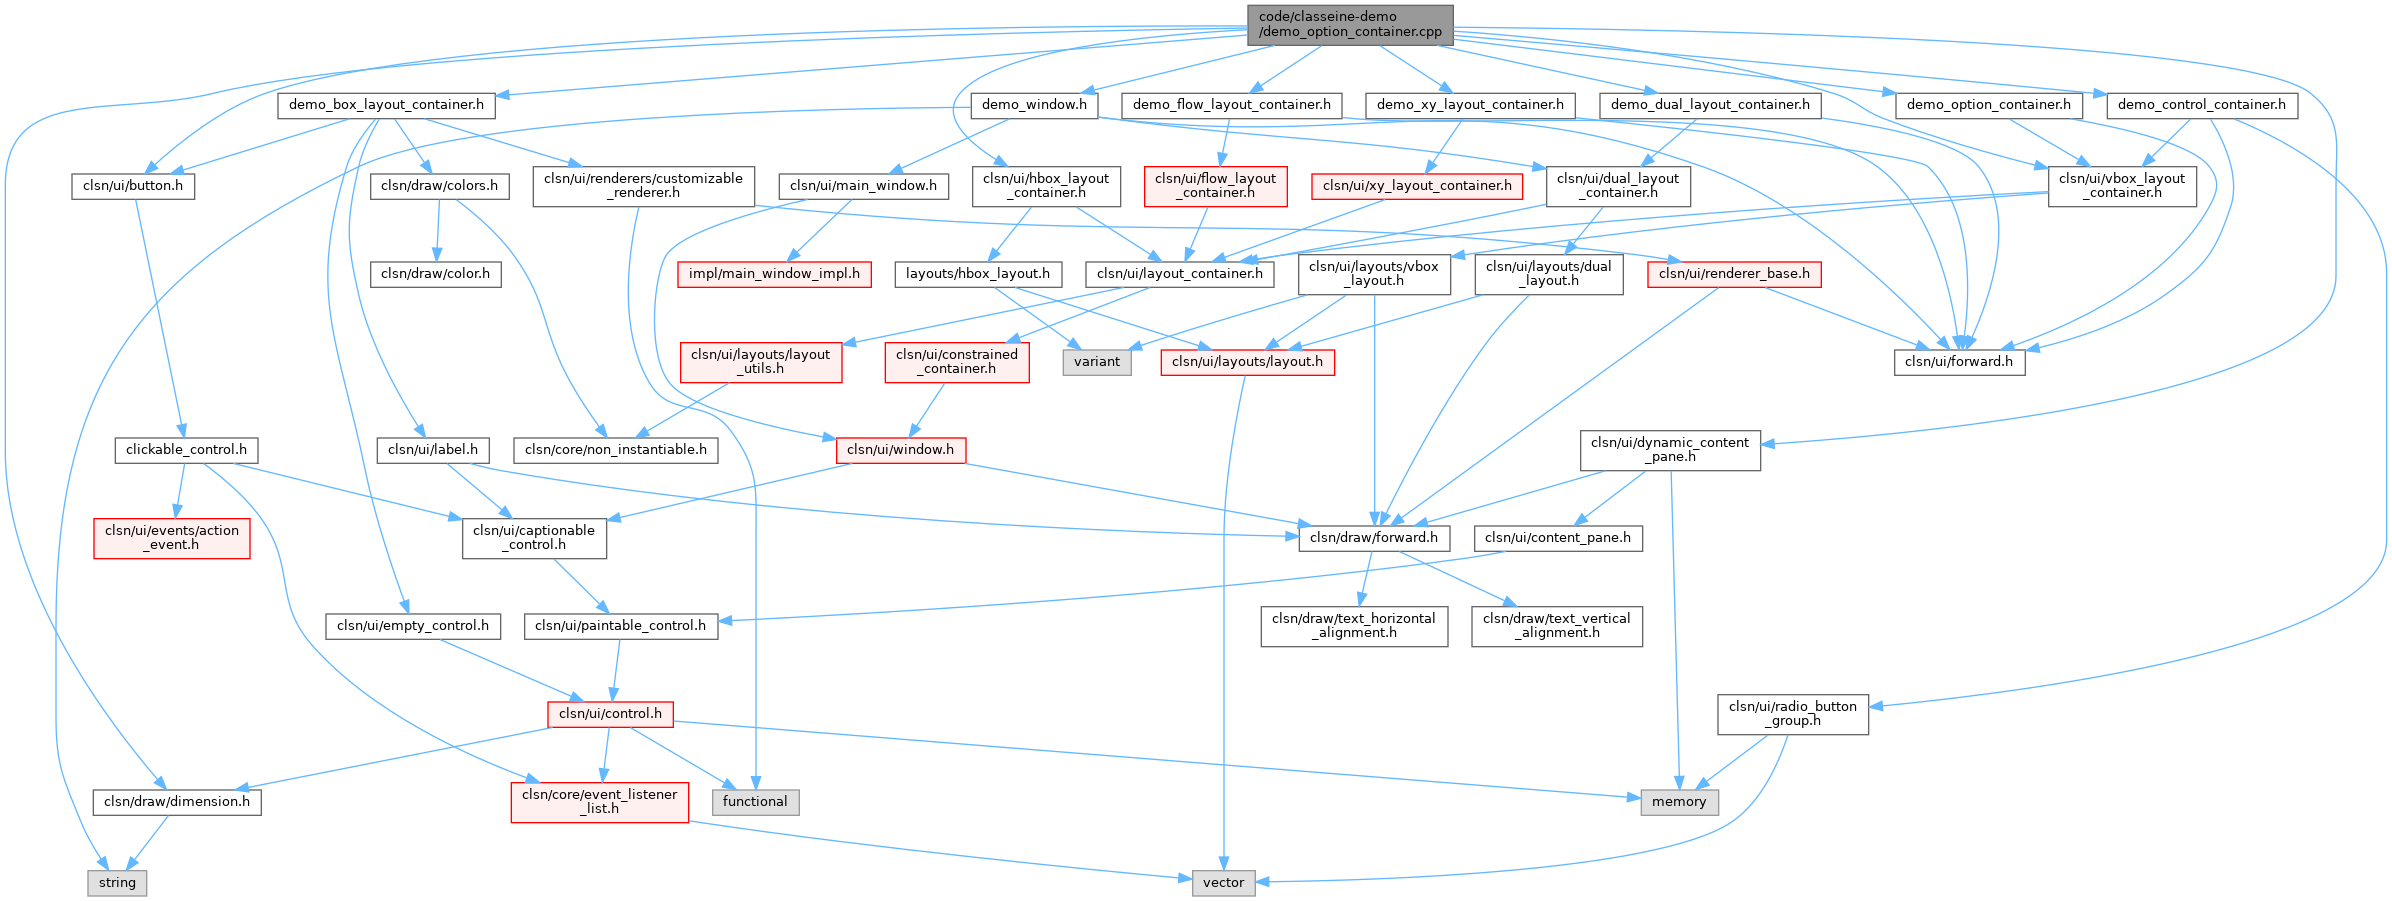 code/classeine-demo
/demo_option_container.cpp
demo_box_layout_container.h
demo_window.h
demo_flow_layout_container.h
demo_xy_layout_container.h
demo_dual_layout_container.h
demo_option_container.h
demo_control_container.h
clsn/ui/button.h
clsn/draw/colors.h
clsn/ui/renderers/customizable
_renderer.h
clsn/ui/main_window.h
clsn/ui/hbox_layout
_container.h
clsn/ui/flow_layout
_container.h
clsn/ui/xy_layout_container.h
clsn/ui/dual_layout
_container.h
clsn/ui/vbox_layout
_container.h
clsn/draw/color.h
impl/main_window_impl.h
layouts/hbox_layout.h
clsn/ui/layout_container.h
clsn/ui/layouts/vbox
_layout.h
clsn/ui/layouts/dual
_layout.h
clsn/ui/renderer_base.h
clsn/ui/layouts/layout
_utils.h
clsn/ui/constrained
_container.h
variant
clsn/ui/layouts/layout.h
clsn/ui/forward.h
clickable_control.h
clsn/ui/label.h
clsn/core/non_instantiable.h
clsn/ui/window.h
clsn/ui/dynamic_content
_pane.h
clsn/ui/events/action
_event.h
clsn/ui/captionable
_control.h
clsn/draw/forward.h
clsn/ui/content_pane.h
clsn/ui/empty_control.h
clsn/ui/paintable_control.h
clsn/draw/text_horizontal
_alignment.h
clsn/draw/text_vertical
_alignment.h
clsn/ui/control.h
clsn/ui/radio_button
_group.h
clsn/draw/dimension.h
clsn/core/event_listener
_list.h
functional
memory
string
vector